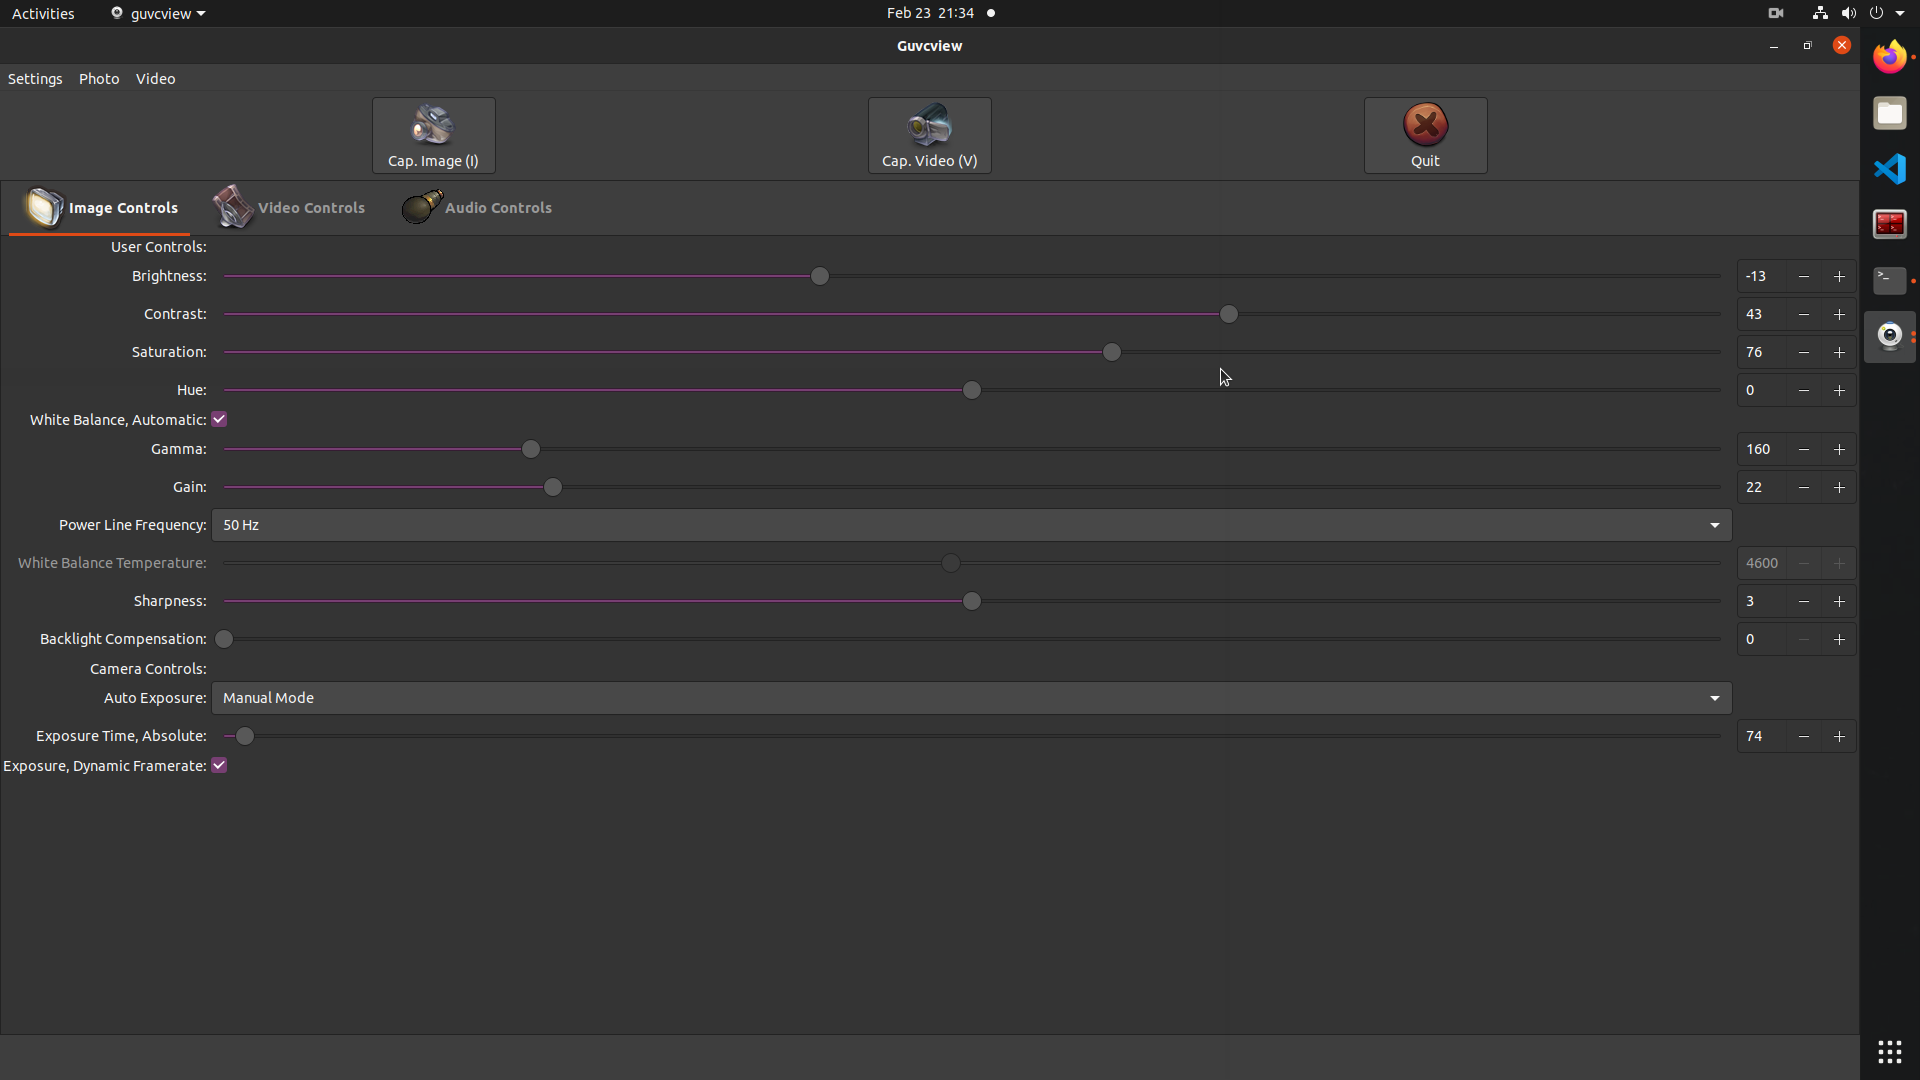 Activities guvcview Feb 23 21:34
Guvcview
Settings Photo Video
Cap. Image (I) Cap. Video (V) Quit
Image Controls Video Controls Audio Controls
User Controls:
Brightness: -13
Contrast: 43
Saturation: 76
Hue: 0
White Balance, Automatic:
Gamma: 160
Gain: 22
Power Line Frequency: 50 Hz
White Balance Temperature: 4600
Sharpness: 3
Backlight Compensation: 0
Camera Controls:
Auto Exposure: Manual Mode
Exposure Time, Absolute: 74
Exposure, Dynamic Framerate: